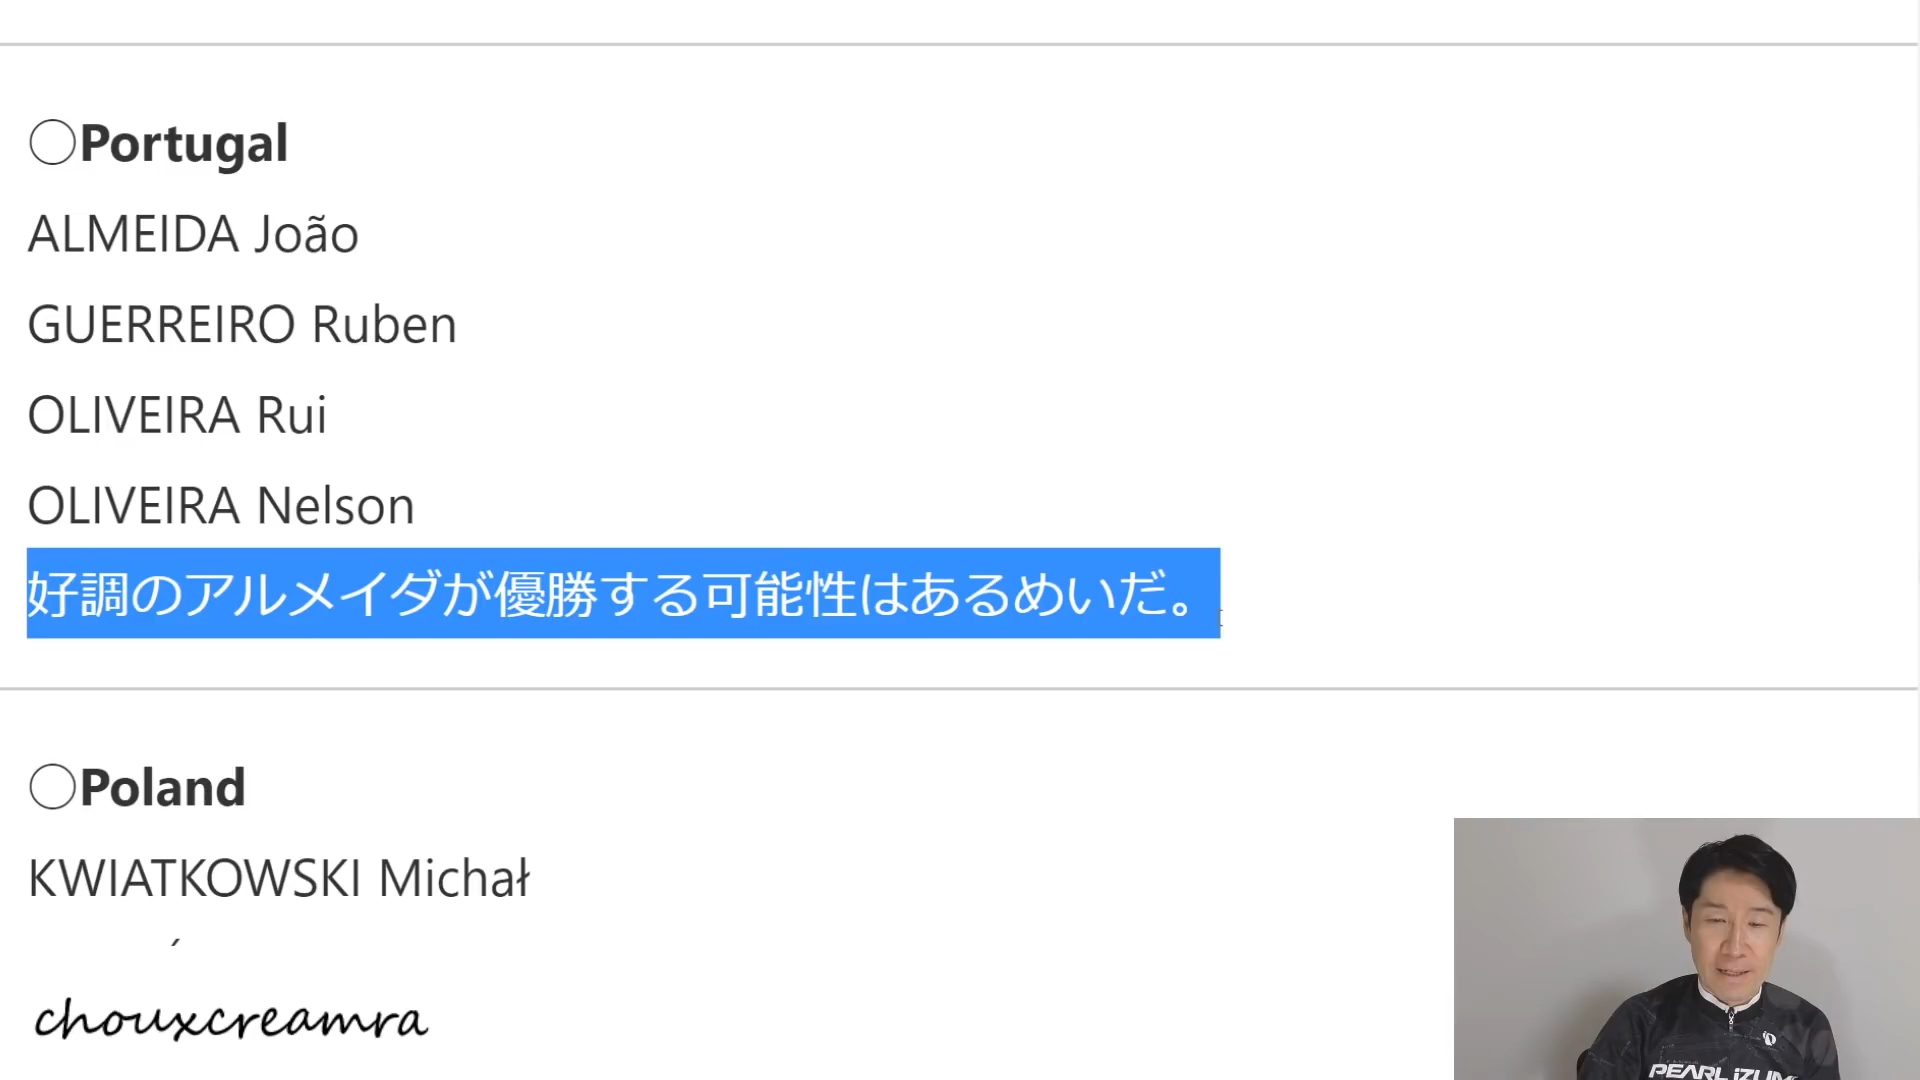 ○Portugal
ALMEIDA João
GUERREIRO Ruben
OLIVEIRA Rui
OLIVEIRA Nelson
好調のアルメイダが優勝する可能性はあるめいだ。
○Poland
KWIATKOWSKI Michał
chouxcreamra
PEARL iZUMi